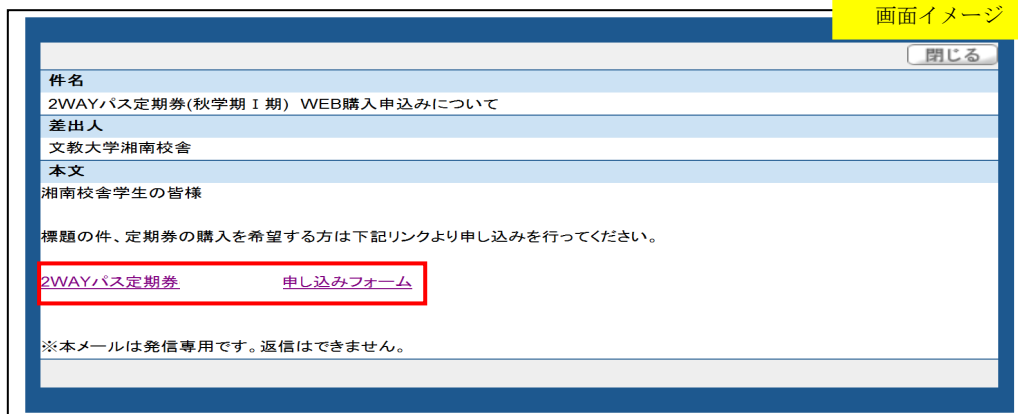 画面イメージ
閉じる
件名
2WAYパス定期券(秋学期Ⅰ期) WEB購入申込みについて
差出人
文教大学湘南校舎
本文
湘南校舎学生の皆様
標題の件、定期券の購入を希望する方は下記リンクより申し込みを行ってください。
2WAYパス定期券 申し込みフォーム
※本メールは発信専用です。返信はできません。